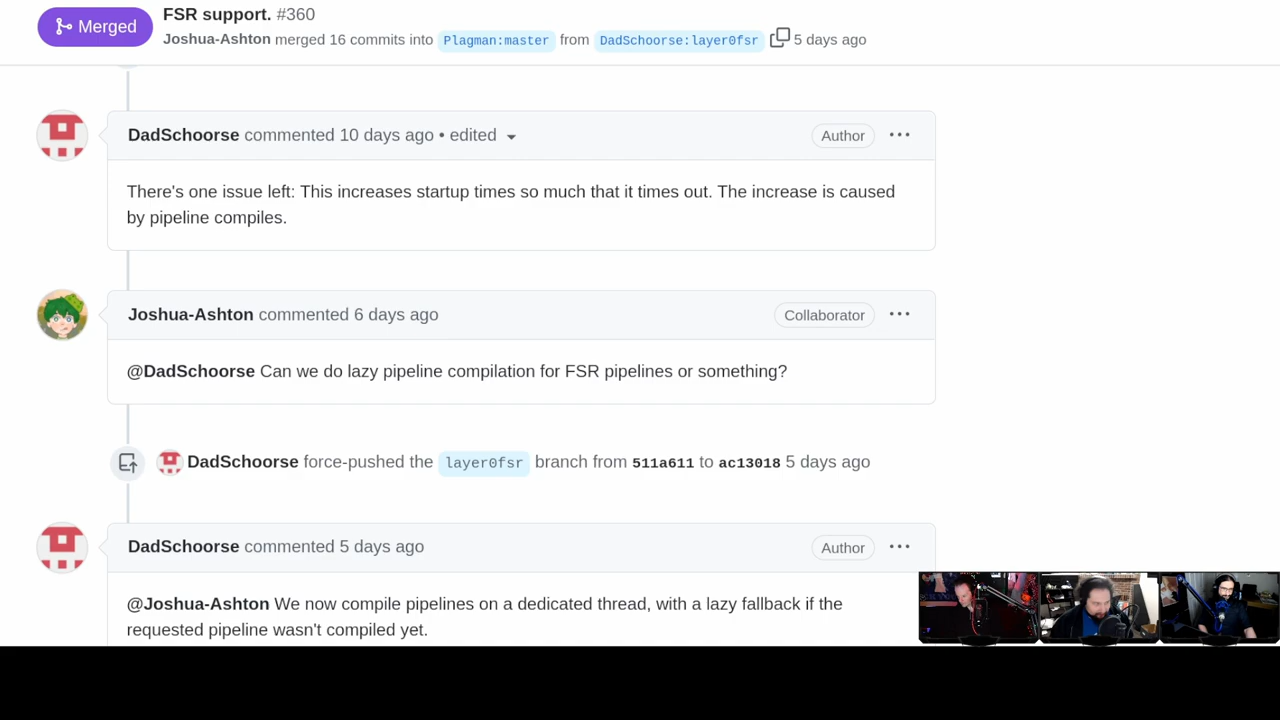 Merged
FSR support. #360
Joshua-Ashton merged 16 commits into Plagman:master from DadSchoorse:layer0fsr 5 days ago
DadSchoorse commented 10 days ago • edited
Author
There's one issue left: This increases startup times so much that it times out. The increase is caused
by pipeline compiles.
Joshua-Ashton commented 6 days ago
Collaborator
@DadSchoorse Can we do lazy pipeline compilation for FSR pipelines or something?
DadSchoorse force-pushed the layer0fsr branch from 511a611 to ac13018 5 days ago
DadSchoorse commented 5 days ago
Author
@Joshua-Ashton We now compile pipelines on a dedicated thread, with a lazy fallback if the
requested pipeline wasn't compiled yet.